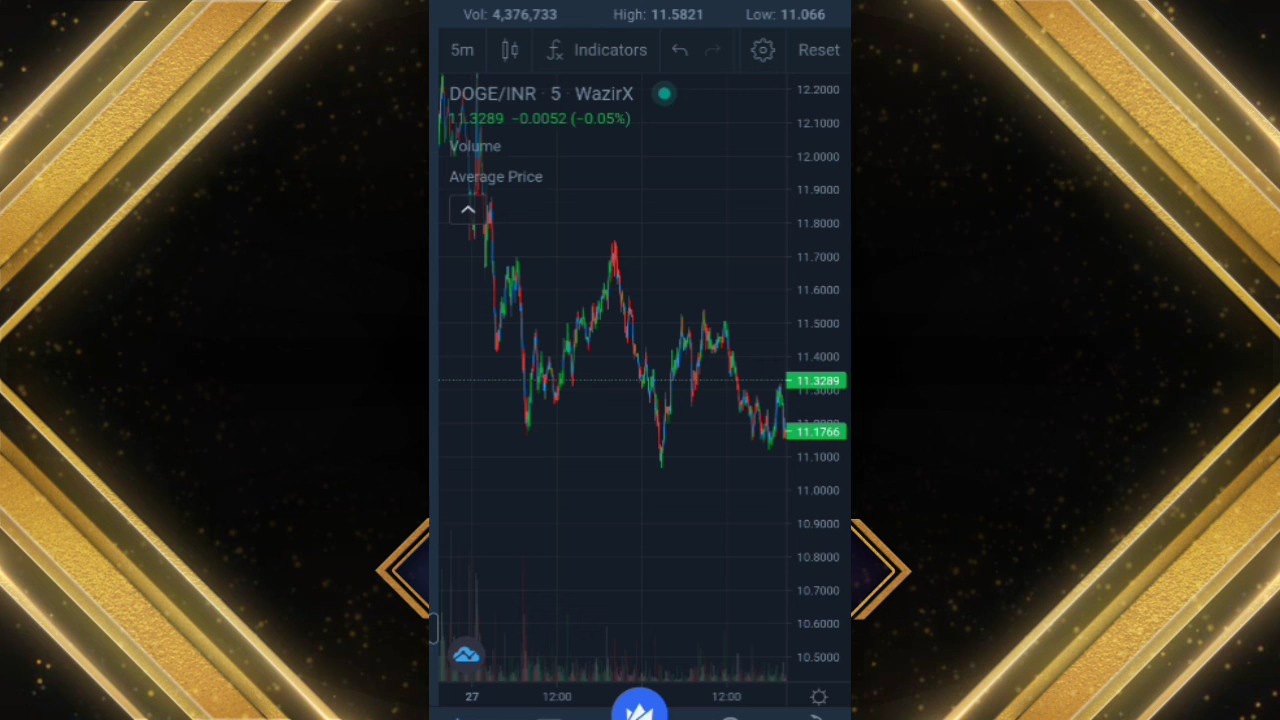 Vol: 4,376,733 High: 11.5821 Low: 11.066
5m Indicators Reset
DOGE/INR · 5 · WazirX
11.3289 −0.0052 (−0.05%)
Volume
Average Price
12.2000
12.1000
12.0000
11.9000
11.8000
11.7000
11.6000
11.5000
11.4000
11.3289
11.3000
11.1766
11.1000
11.0000
10.9000
10.8000
10.7000
10.6000
10.5000
27 12:00 12:00